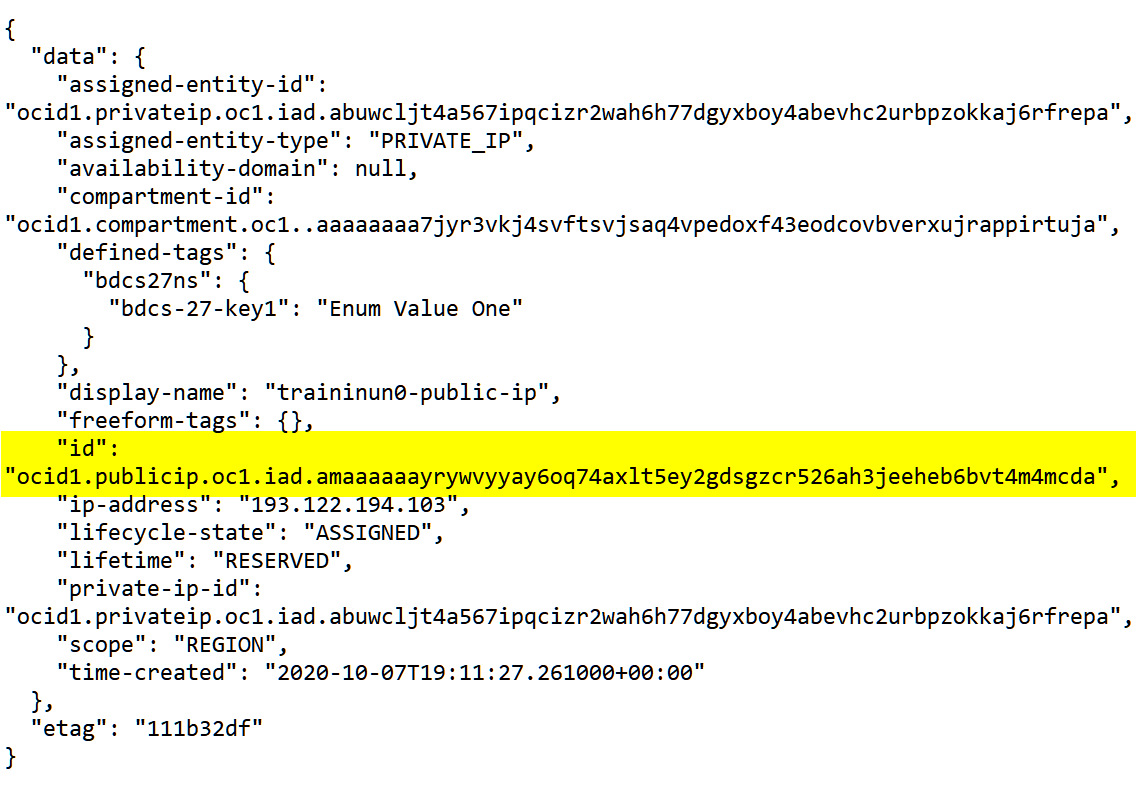 {
  "data": {
    "assigned-entity-id":
"ocid1.privateip.oc1.iad.abuwcljt4a567ipqcizr2wah6h77dgyxboy4abevhc2urbpzokkaj6rfrepa",
    "assigned-entity-type": "PRIVATE_IP",
    "availability-domain": null,
    "compartment-id":
"ocid1.compartment.oc1..aaaaaaaa7jyr3vkj4svftsvjsaq4vpedoxf43eodcovbverxujrappirtuja",
    "defined-tags": {
      "bdcs27ns": {
        "bdcs-27-key1": "Enum Value One"
      }
    },
    "display-name": "traininun0-public-ip",
    "freeform-tags": {},
    "id":
"ocid1.publicip.oc1.iad.amaaaaaayrywvyyay6oq74axlt5ey2gdsgzcr526ah3jeeheb6bvt4m4mcda",
    "ip-address": "193.122.194.103",
    "lifecycle-state": "ASSIGNED",
    "lifetime": "RESERVED",
    "private-ip-id":
"ocid1.privateip.oc1.iad.abuwcljt4a567ipqcizr2wah6h77dgyxboy4abevhc2urbpzokkaj6rfrepa",
    "scope": "REGION",
    "time-created": "2020-10-07T19:11:27.261000+00:00"
  },
  "etag": "111b32df"
}